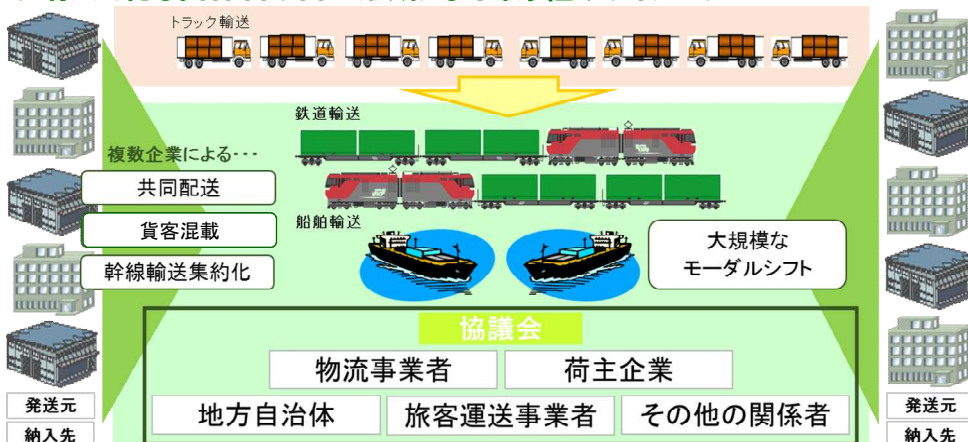 トラック輸送
鉄道輸送
複数企業による･･･
共同配送
貨客混載
幹線輸送集約化
船舶輸送
大規模な
モーダルシフト
協議会
物流事業者
荷主企業
地方自治体
旅客運送事業者
その他の関係者
発送元
納入先
発送元
納入先